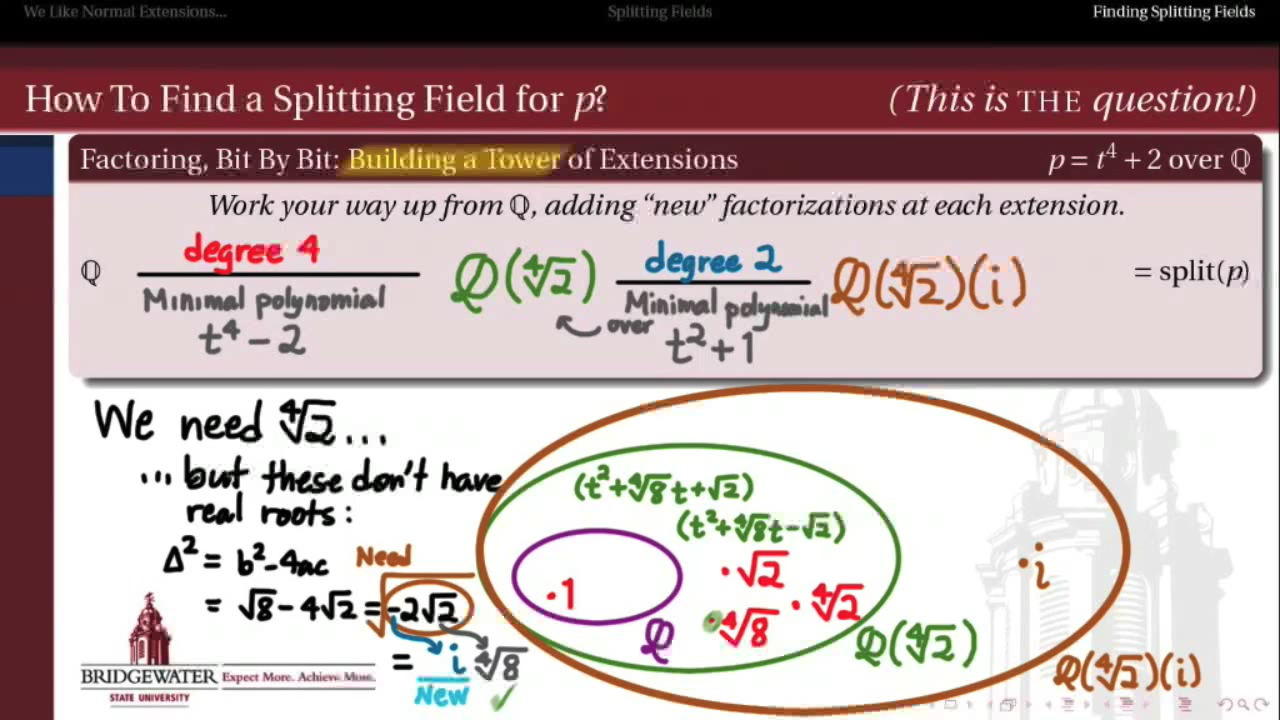 We Like Normal Extensions... Splitting Fields Finding Splitting Fields
How To Find a Splitting Field for p? (This is THE question!)
Factoring, Bit By Bit: Building a Tower of Extensions p = t⁴ + 2 over ℚ
Work your way up from ℚ, adding “new” factorizations at each extension.
degree 4 degree 2
ℚ ℚ(∜2) ℚ(∜2)(i) = split(p)
Minimal polynomial Minimal polynomial
over
t⁴ − 2 t² + 1
We need ∜2...
...but these don't have
real roots:
Δ² = b² − 4ac
Need
= √8 − 4√2 = √−2√2
= i ∜8
New ✓
(t² + ∜8t + √2)
(t² + ∜8t − √2)
·1 ·√2
·∜8 ·∜2
·i
ℚ ℚ(∜2)
ℚ(∜2)(i)
BRIDGEWATER Expect More. Achieve More.
STATE UNIVERSITY